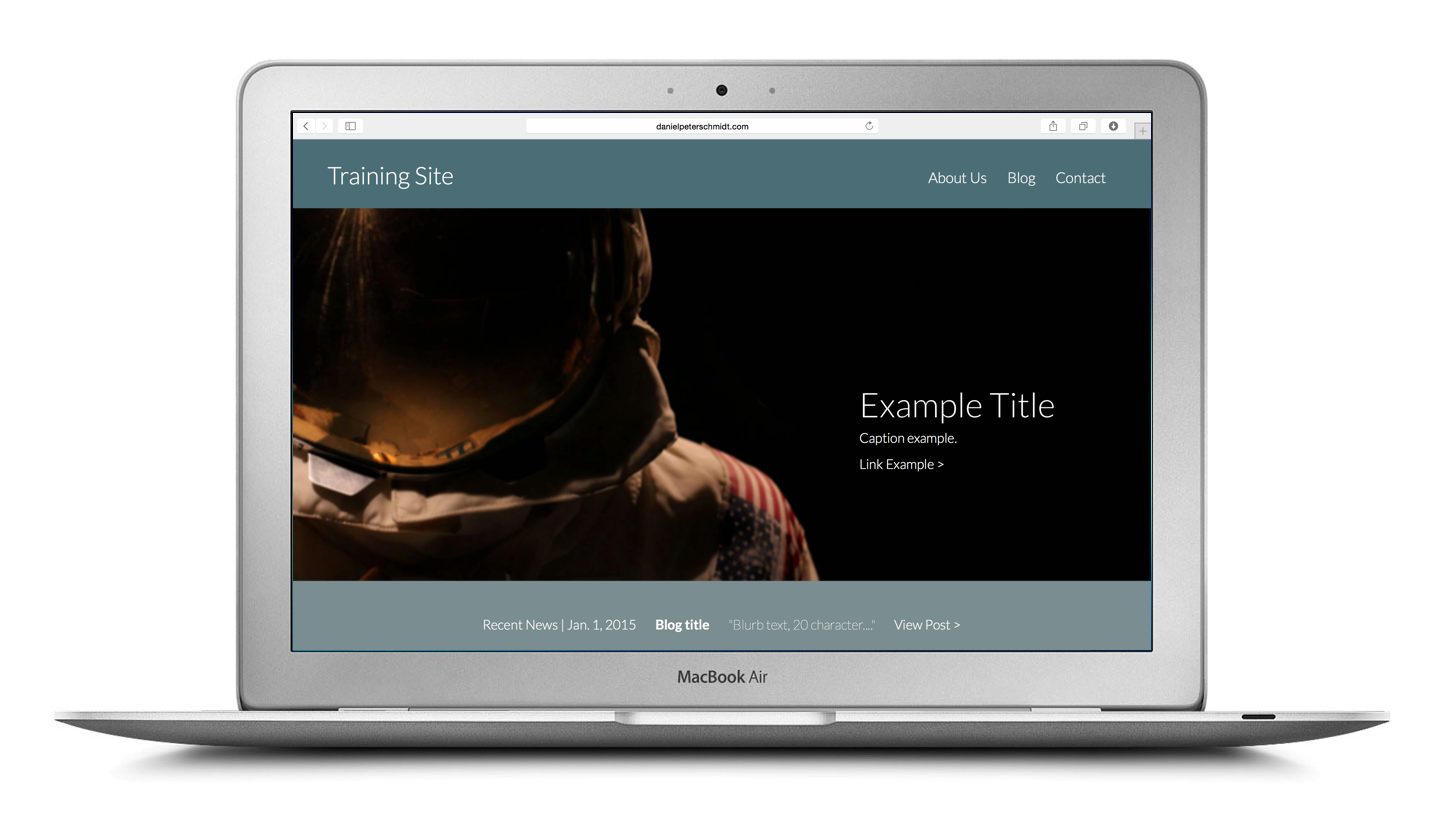 danielpeterschmidt.com
Training Site
About Us Blog Contact
Example Title
Caption example.
Link Example >
Recent News | Jan. 1, 2015 Blog title "Blurb text, 20 character...." View Post >
MacBook Air